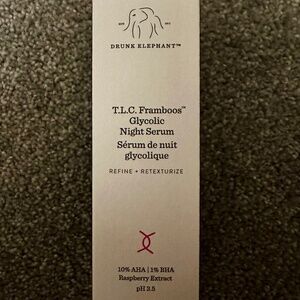 DRUNK ELEPHANT™
T.L.C. Framboos™
Glycolic
Night Serum
Sérum de nuit
glycolique
REFINE + RETEXTURIZE
10% AHA | 1% BHA
Raspberry Extract
pH 3.5